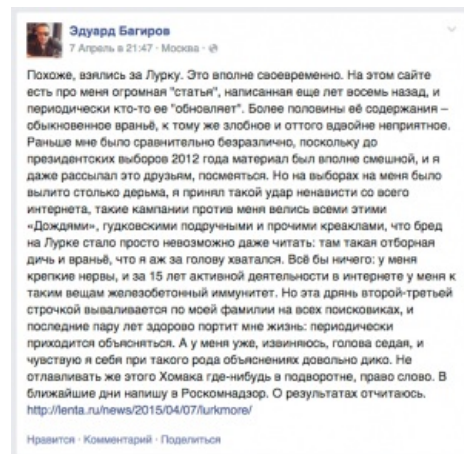 Эдуард Багиров
7 Апрель в 21:47 · Москва ·
Похоже, взялись за Лурку. Это вполне своевременно. На этом сайте
есть про меня огромная "статья", написанная еще лет восемь назад, и
периодически кто-то ее "обновляет". Более половины её содержания –
обыкновенное враньё, к тому же злобное и оттого вдвойне неприятное.
Раньше мне было сравнительно безразлично, поскольку до
президентских выборов 2012 года материал был вполне смешной, и я
даже рассылал это друзьям, посмеяться. Но на выборах на меня было
вылито столько дерьма, я принял такой удар ненависти со всего
интернета, такие кампании против меня велись всеми этими
«Дождями», гудковскими подручными и прочими креаклами, что бред
на Лурке стало просто невозможно даже читать: там такая отборная
дичь и враньё, что я аж за голову хватался. Всё бы ничего: у меня
крепкие нервы, и за 15 лет активной деятельности в интернете у меня к
таким вещам железобетонный иммунитет. Но эта дрянь второй-третьей
строчкой вываливается по моей фамилии на всех поисковиках, и
последние пару лет здорово портит мне жизнь: периодически
приходится объясняться. А у меня уже, извиняюсь, голова седая, и
чувствую я себя при такого рода объяснениях довольно дико. Не
отлавливать же этого Хомака где-нибудь в подворотне, право слово. В
ближайшие дни напишу в Роскомнадзор. О результатах отчитаюсь.
http://lenta.ru/news/2015/04/07/lurkmore/
Нравится · Комментарий · Поделиться